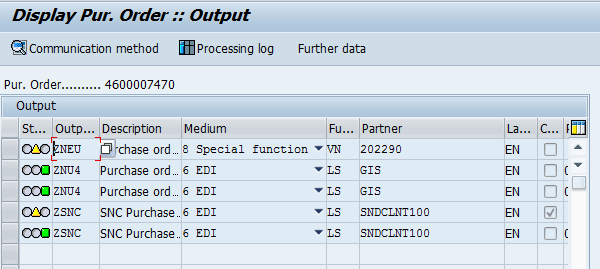 Display Pur. Order :: Output
Communication method Processing log Further data
Pur. Order.......... 4600007470
Output
St... Outp... Description Medium Fu... Partner La... C...
ZNEU rchase ord... 8 Special function VN 202290 EN
ZNU4 Purchase ord... 6 EDI LS GIS EN
ZNU4 Purchase ord... 6 EDI LS GIS EN
ZSNC SNC Purchase... 6 EDI LS SNDCLNT100 EN
ZSNC SNC Purchase... 6 EDI LS SNDCLNT100 EN